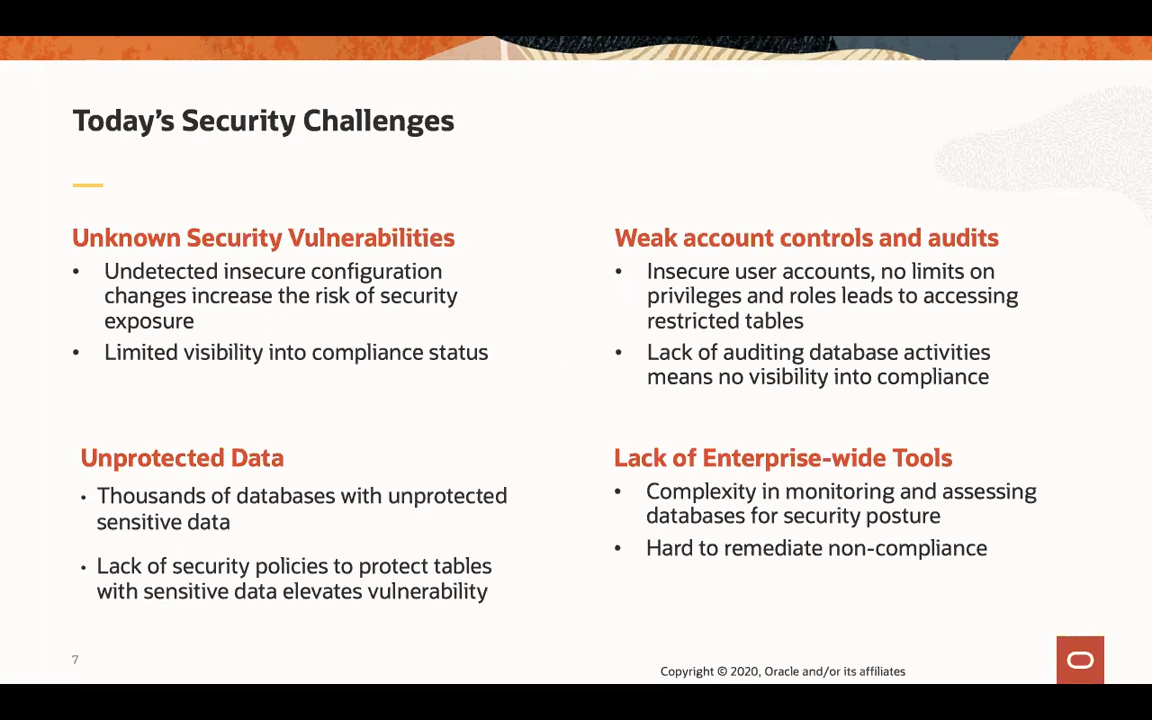 Today's Security Challenges
Unknown Security Vulnerabilities
• Undetected insecure configuration
changes increase the risk of security
exposure
• Limited visibility into compliance status
Weak account controls and audits
• Insecure user accounts, no limits on
privileges and roles leads to accessing
restricted tables
• Lack of auditing database activities
means no visibility into compliance
Unprotected Data
• Thousands of databases with unprotected
sensitive data
• Lack of security policies to protect tables
with sensitive data elevates vulnerability
Lack of Enterprise-wide Tools
• Complexity in monitoring and assessing
databases for security posture
• Hard to remediate non-compliance
7
Copyright © 2020, Oracle and/or its affiliates